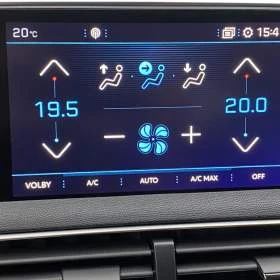 20°C 15:4
19.5 20.0
VOLBY A/C AUTO A/C MAX OFF